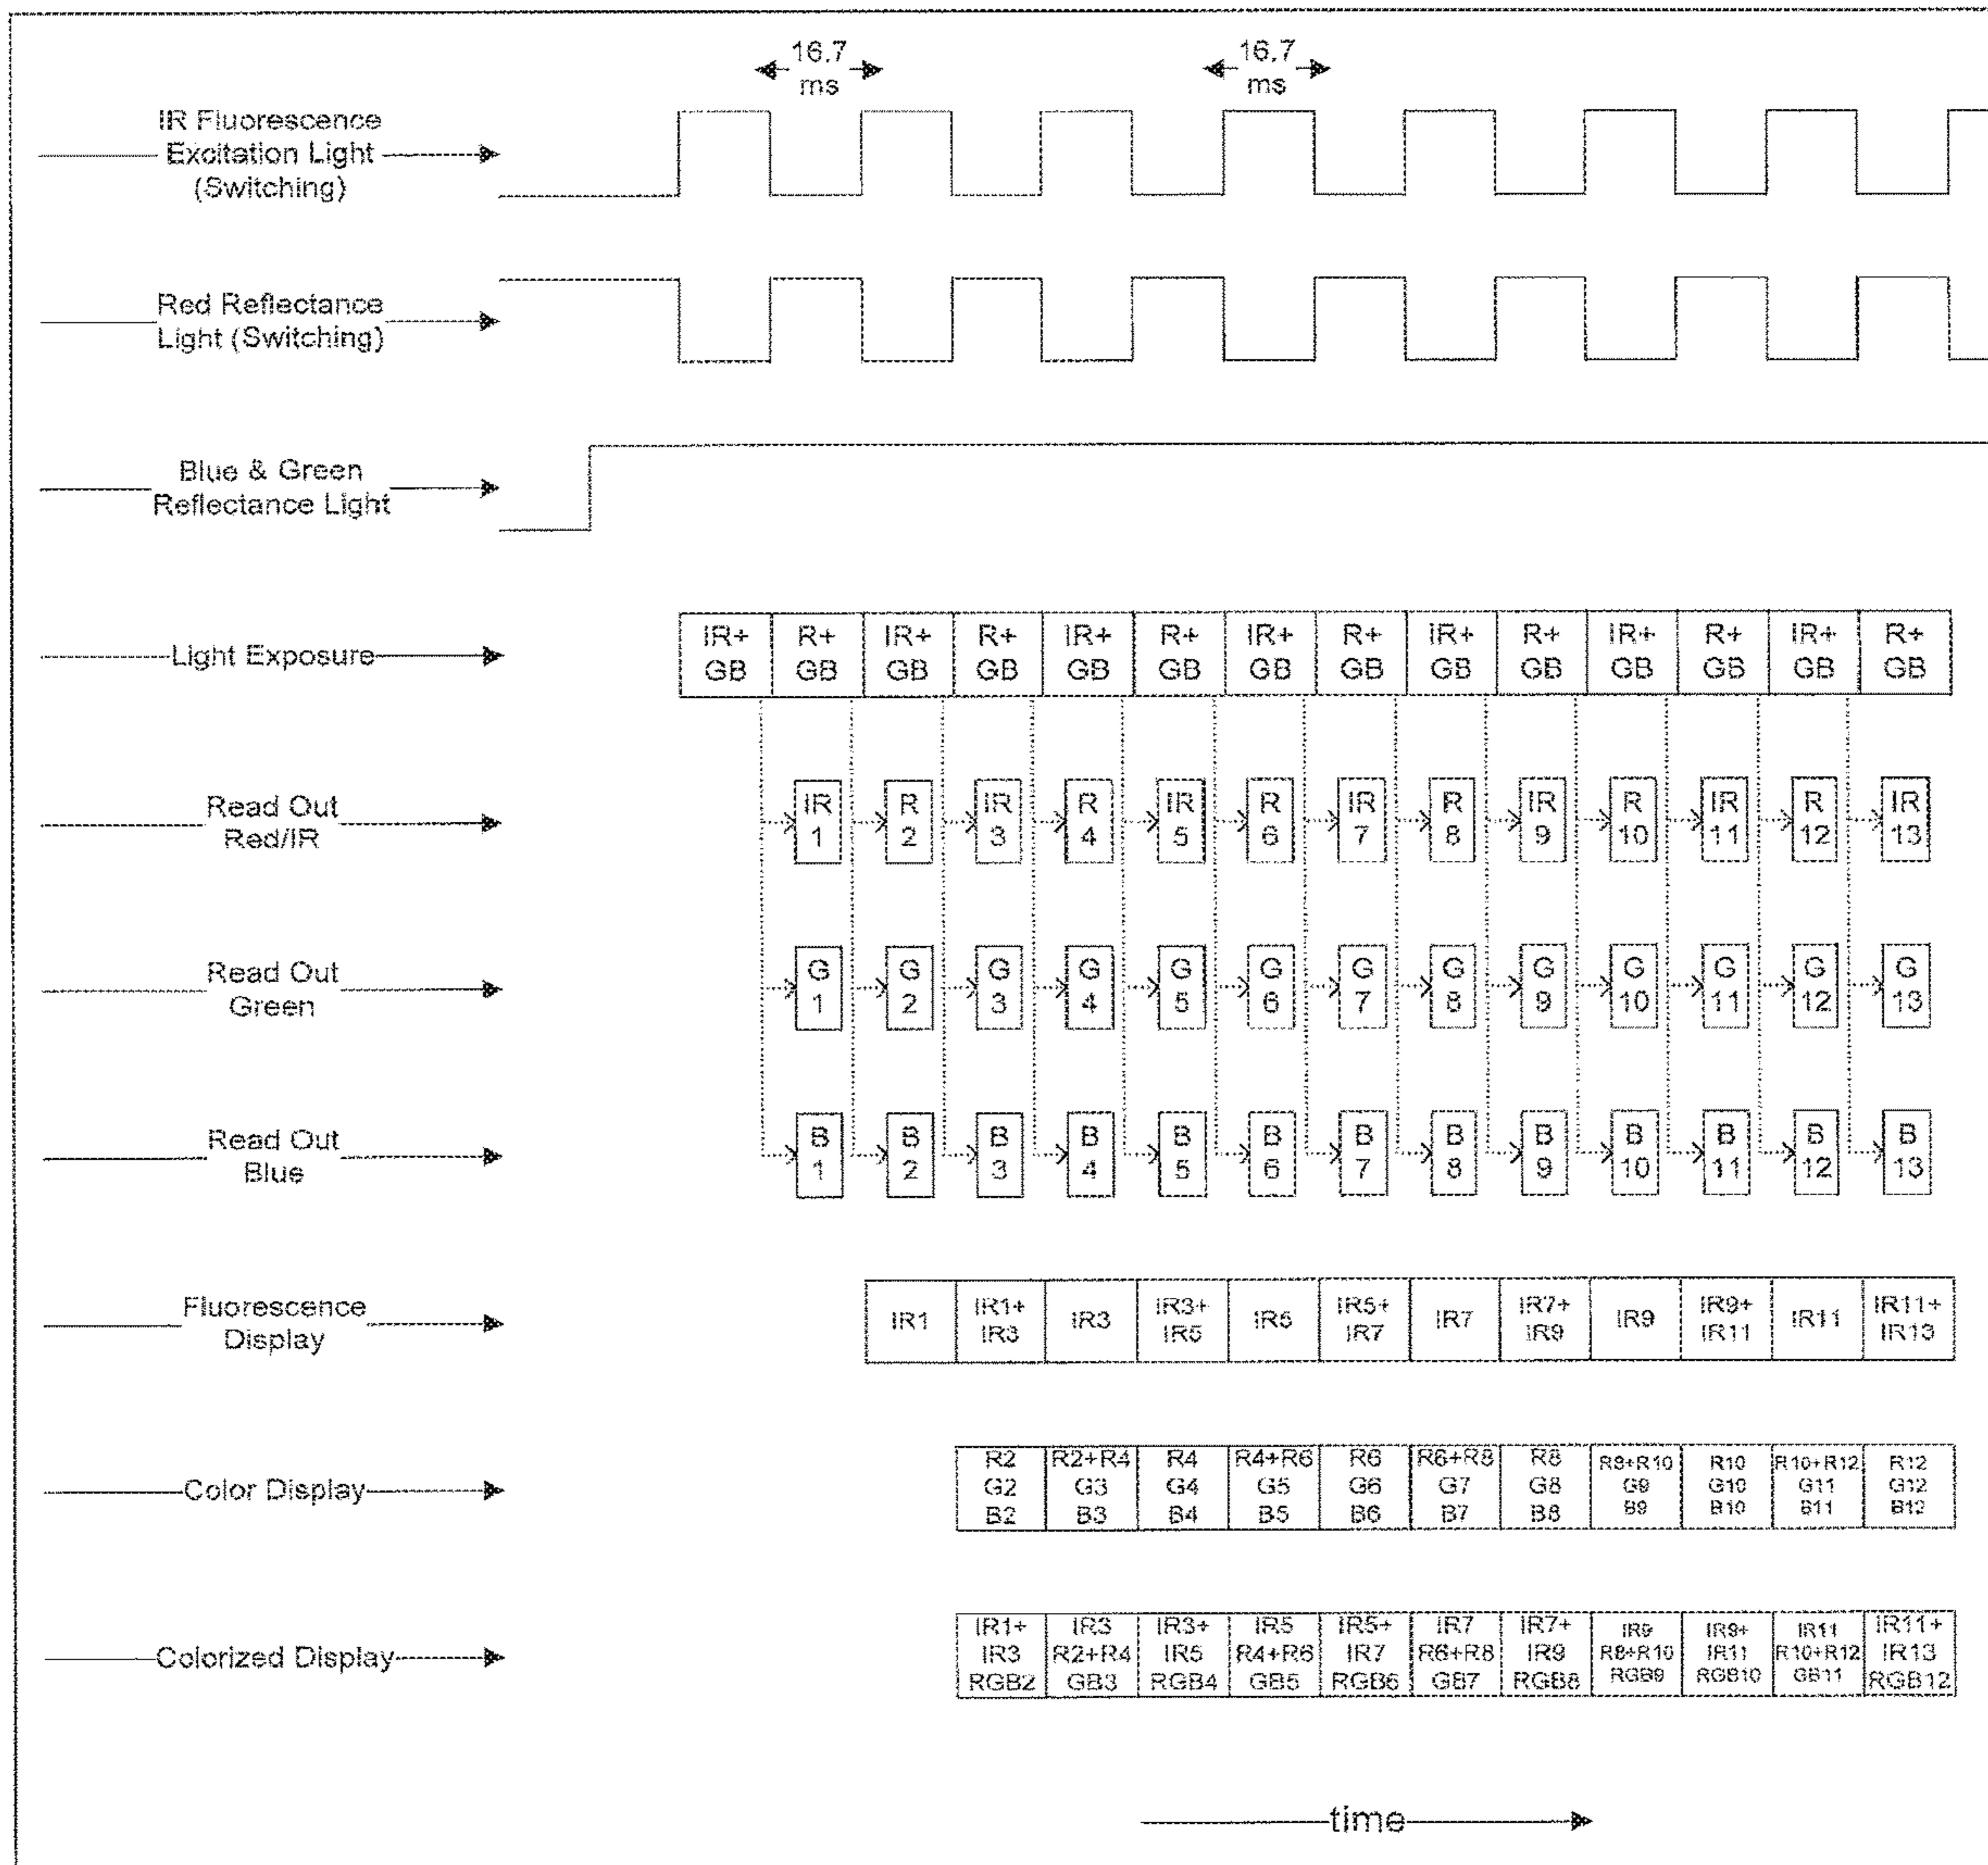 16.7 16.7
ms ms
IR Fluorescence
Excitation Light
(Switching)
Red Reflectance
Light (Switching)
Blue & Green
Reflectance Light
Light Exposure
IR+ R+ IR+ R+ IR+ R+ IR+ R+ IR+ R+ IR+ R+ IR+ R+
GB GB GB GB GB GB GB GB GB GB GB GB GB GB
Read Out
Red/IR
IR R IR R IR R IR R IR R IR R IR
1 2 3 4 5 6 7 8 9 10 11 12 13
Read Out
Green
G G G G G G G G G G G G G
1 2 3 4 5 6 7 8 9 10 11 12 13
Read Out
Blue
B B B B B B B B B B B B B
1 2 3 4 5 6 7 8 9 10 11 12 13
Fluorescence
Display
IR1 IR1+ IR3 IR3+ IR5 IR5+ IR7 IR7+ IR9 IR9+ IR11 IR11+
IR3 IR5 IR7 IR9 IR11 IR13
Color Display
R2 R2+R4 R4 R4+R6 R6 R6+R8 R8 R8+R10 R10 R10+R12 R12
G2 G3 G4 G5 G6 G7 G8 G9 G10 G11 G12
B2 B3 B4 B5 B6 B7 B8 B9 B10 B11 B12
Colorized Display
IR1+ IR3 IR3+ IR5 IR5+ IR7 IR7+ IR9 IR9+ IR11 IR11+
IR3 R2+R4 IR5 R4+R6 IR7 R6+R8 IR9 R8+R10 IR11 R10+R12 IR13
RGB2 GB3 RGB4 GB5 RGB6 GB7 RGB8 RGB9 RGB10 GB11 RGB12
time